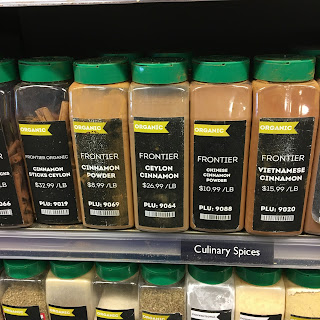 ORGANIC
FRONTIER ORGANIC
CINNAMON
STICKS CEYLON
$32.99 /LB
PLU: 9019
ORGANIC
FRONTIER
CINNAMON
POWDER
$8.99 /LB
PLU: 9069
ORGANIC
FRONTIER
CEYLON
CINNAMON
$26.99 /LB
PLU: 9064
ORGANIC
FRONTIER
CHINESE
CINNAMON
POWDER
$10.99 /LB
PLU: 9088
ORGANIC
FRONTIER
VIETNAMESE
CINNAMON
$15.99 /LB
PLU: 9020
Culinary Spices